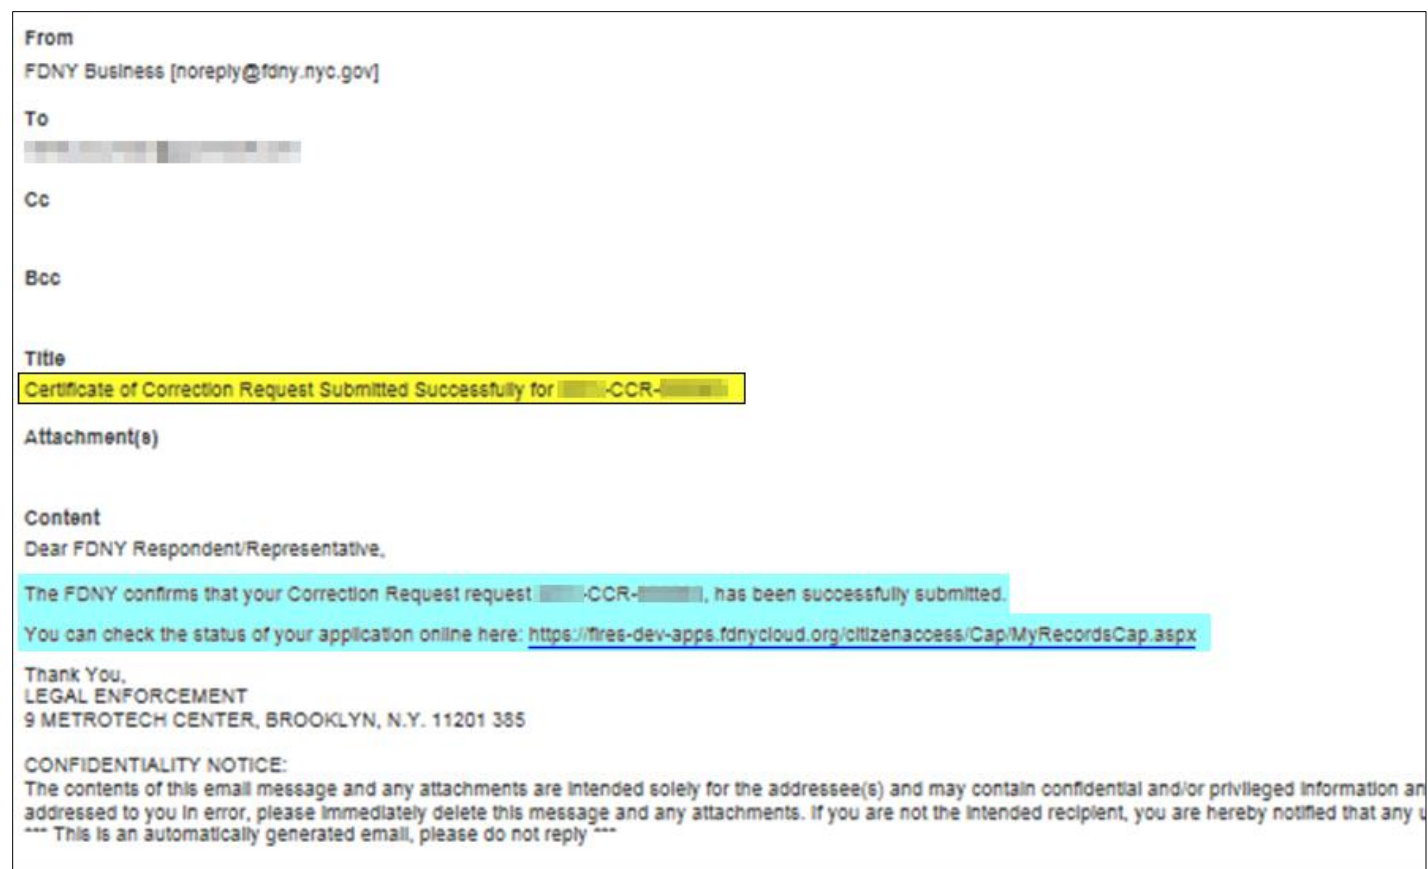 From
FDNY Business [noreply@fdny.nyc.gov]
To
Cc
Bcc
Title
Certificate of Correction Request Submitted Successfully for -CCR-
Attachment(s)
Content
Dear FDNY Respondent/Representative,
The FDNY confirms that your Correction Request request -CCR- , has been successfully submitted.
You can check the status of your application online here: https://fires-dev-apps.fdnycloud.org/citizenaccess/Cap/MyRecordsCap.aspx
Thank You,
LEGAL ENFORCEMENT
9 METROTECH CENTER, BROOKLYN, N.Y. 11201 385
CONFIDENTIALITY NOTICE:
The contents of this email message and any attachments are intended solely for the addressee(s) and may contain confidential and/or privileged information an
addressed to you in error, please immediately delete this message and any attachments. If you are not the intended recipient, you are hereby notified that any u
*** This is an automatically generated email, please do not reply ***